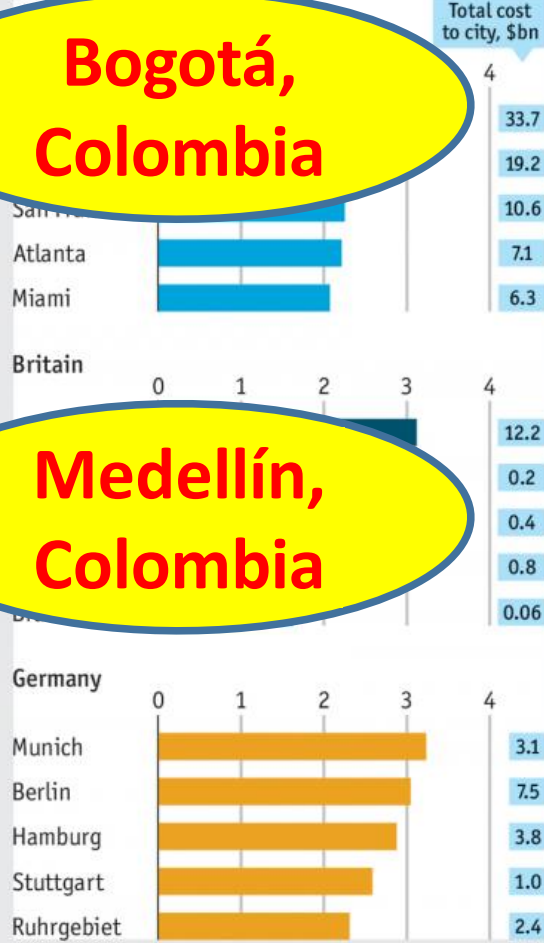 Total cost
to city, $bn
Bogotá,
Colombia
4
33.7
19.2
San 10.6
Atlanta 7.1
Miami 6.3
Britain
0 1 2 3 4
12.2
Medellín,
Colombia
0.2
0.4
0.8
0.06
Germany
0 1 2 3 4
Munich 3.1
Berlin 7.5
Hamburg 3.8
Stuttgart 1.0
Ruhrgebiet 2.4